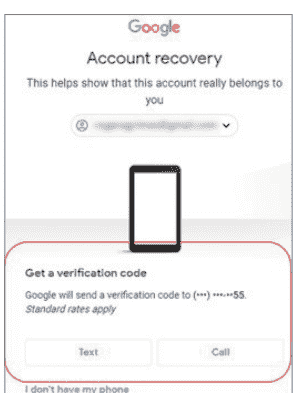 Google
Account recovery
This helps show that this account really belongs to
you
Get a verification code
Google will send a verification code to (•••) •••-••55.
Standard rates apply
Text
Call
I don't have my phone